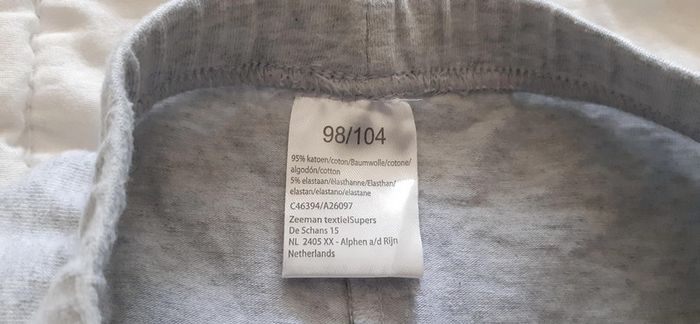 98/104
95% katoen/coton/Baumwolle/cotone/
algodón/cotton
5% elastaan/élasthanne/Elasthan/
elastan/elastano/elastane
C46394/A26097
Zeeman textielSupers
De Schans 15
NL 2405 XX - Alphen a/d Rijn
Netherlands